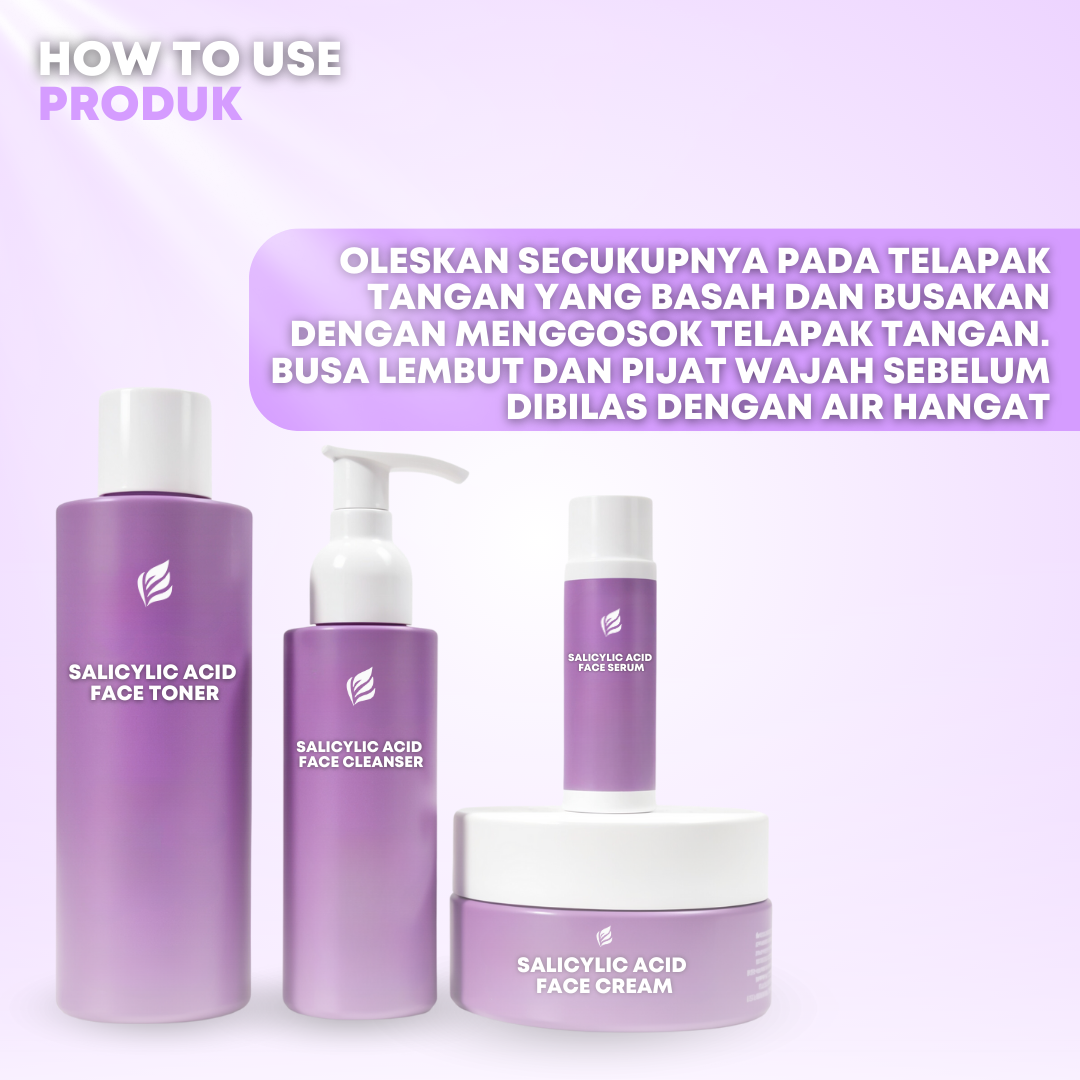 HOW TO USE
PRODUK
OLESKAN SECUKUPNYA PADA TELAPAK
TANGAN YANG BASAH DAN BUSAKAN
DENGAN MENGGOSOK TELAPAK TANGAN.
BUSA LEMBUT DAN PIJAT WAJAH SEBELUM
DIBILAS DENGAN AIR HANGAT
SALICYLIC ACID
FACE TONER
SALICYLIC ACID
FACE CLEANSER
SALICYLIC ACID
FACE SERUM
SALICYLIC ACID
FACE CREAM